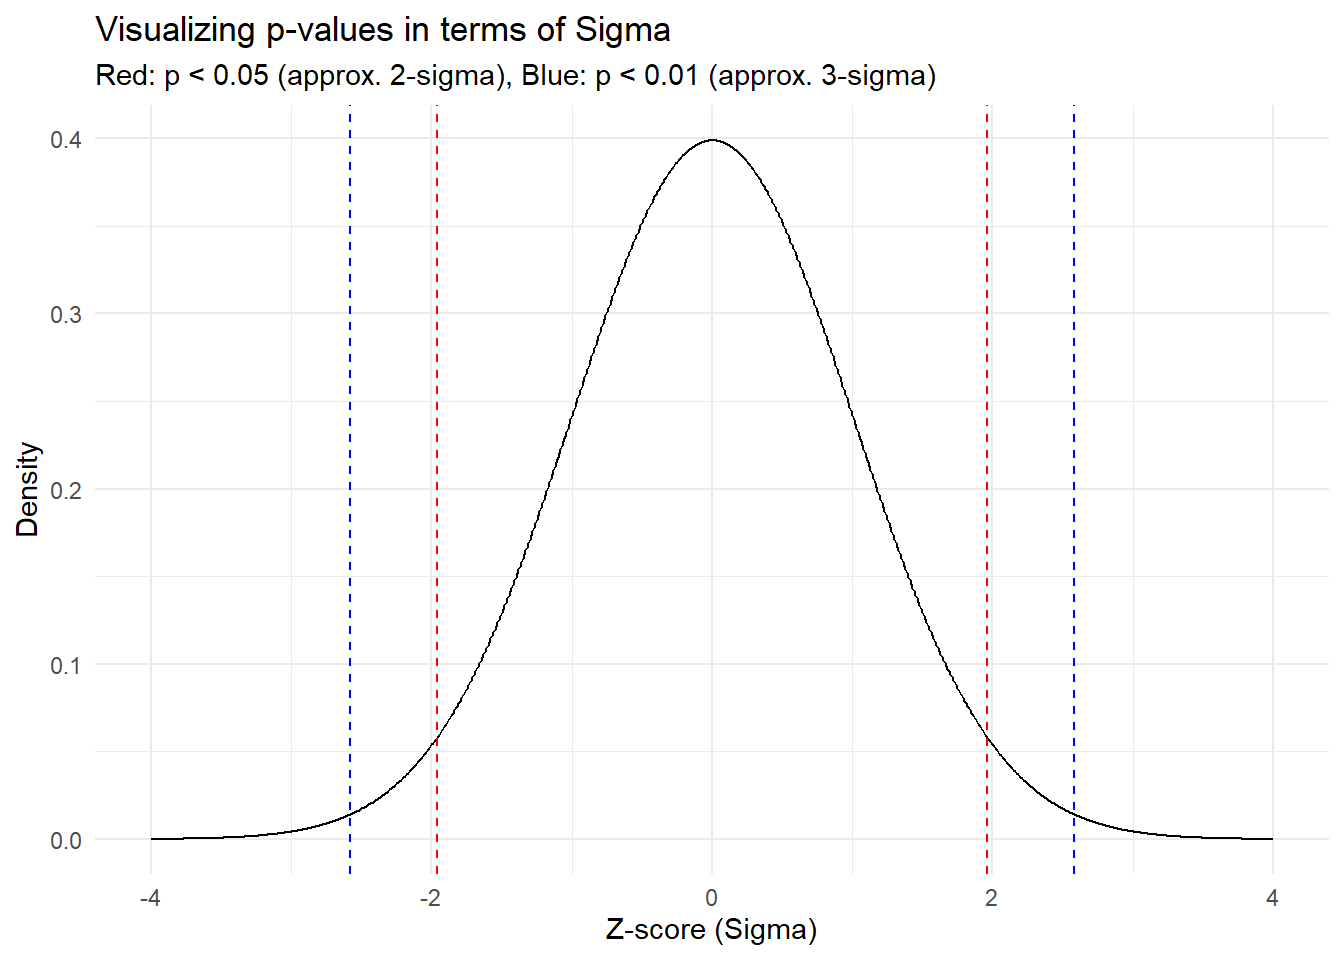 Visualizing p-values in terms of Sigma
Red: p < 0.05 (approx. 2-sigma), Blue: p < 0.01 (approx. 3-sigma)
0.4
0.3
0.2
0.1
0.0
Density
-4 -2 0 2 4
Z-score (Sigma)